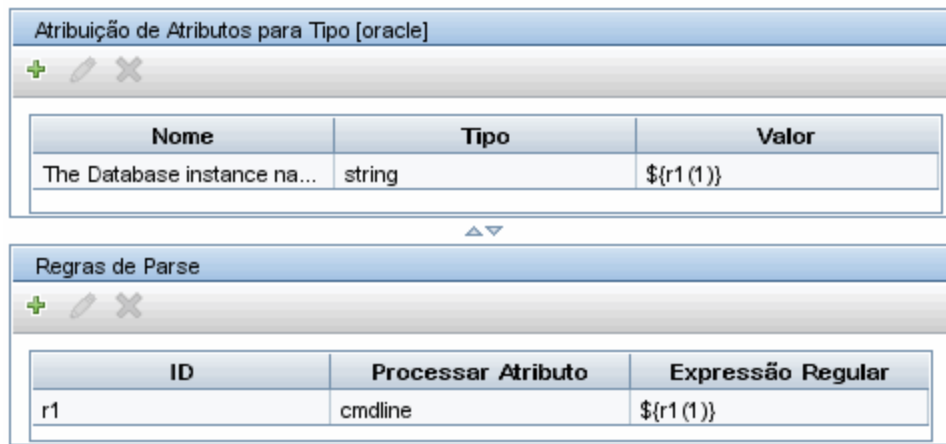 Atribuição de Atributos para Tipo [oracle]
Nome Tipo Valor
The Database instance na... string ${r1(1)}
Regras de Parse
ID Processar Atributo Expressão Regular
r1 cmdline ${r1(1)}